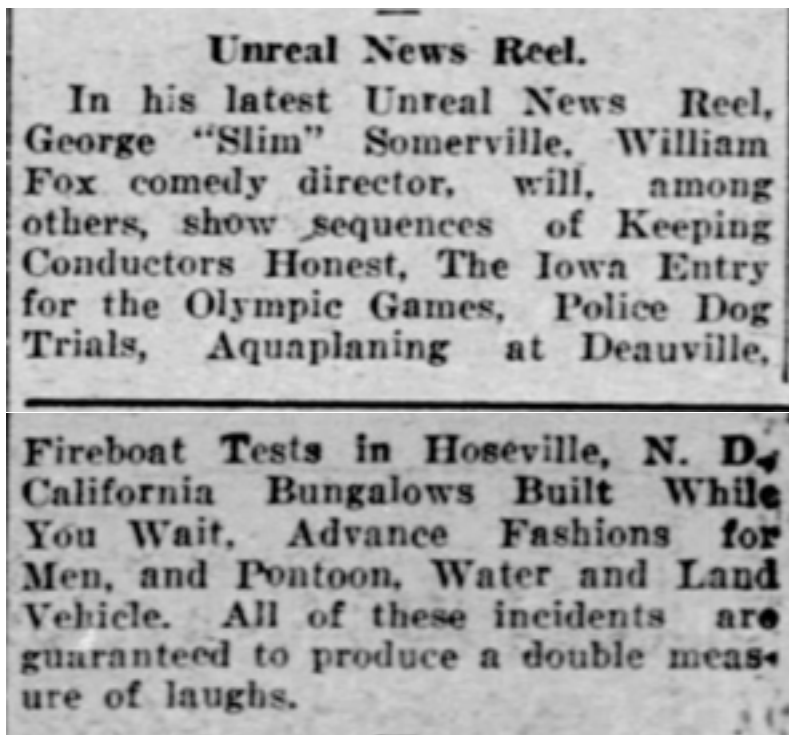 Unreal News Reel.
In his latest Unreal News Reel,
George "Slim" Somerville, William
Fox comedy director, will, among
others, show sequences of Keeping
Conductors Honest, The Iowa Entry
for the Olympic Games, Police Dog
Trials, Aquaplaning at Deauville,
Fireboat Tests in Hoseville, N. D.,
California Bungalows Built While
You Wait, Advance Fashions for
Men, and Pontoon, Water and Land
Vehicle. All of these incidents are
guaranteed to produce a double meas-
ure of laughs.